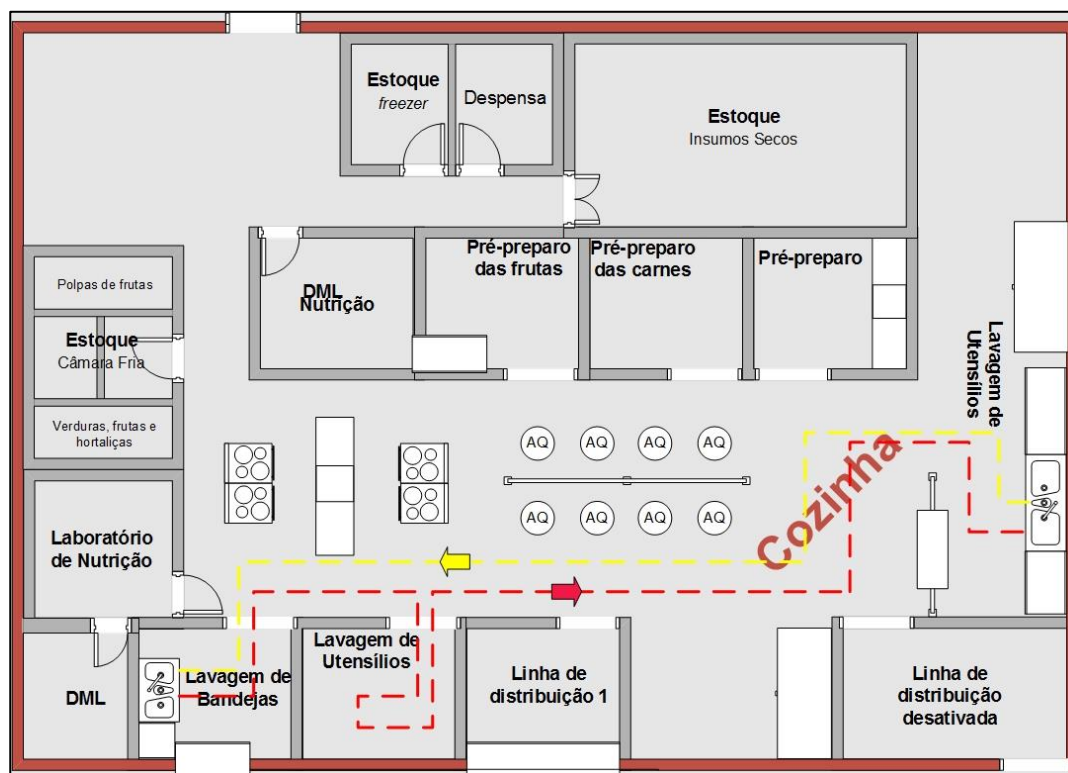 Estoque
freezer
Despensa
Estoque
Insumos Secos
Pré-preparo
das frutas
Pré-preparo
das carnes
Pré-preparo
DML
Nutrição
Polpas de frutas
Estoque
Câmara Fria
Verduras, frutas e
hortaliças
Lavagem de
Utensílios
AQ
AQ
AQ
AQ
AQ
AQ
AQ
AQ
Cozinha
Laboratório
de Nutrição
DML
Lavagem de
Bandejas
Lavagem de
Utensílios
Linha de
distribuição 1
Linha de
distribuição
desativada